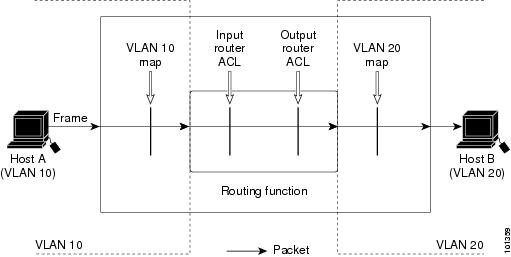 VLAN 10
map
Input
router
ACL
Output
router
ACL
VLAN 20
map
Frame
Host A
(VLAN 10)
Host B
(VLAN 20)
Routing function
VLAN 10
Packet
VLAN 20
101359